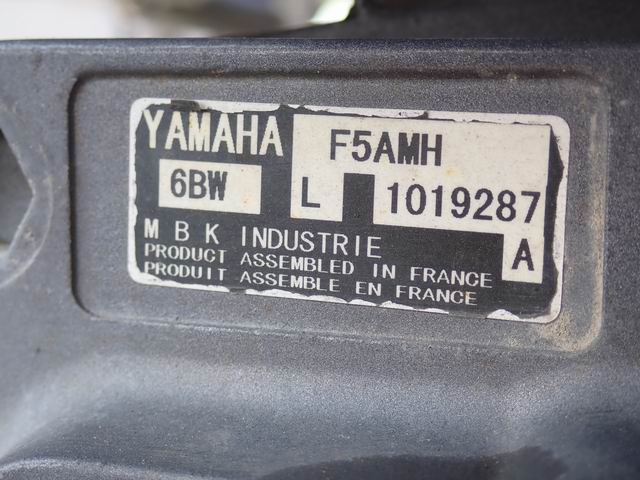 YAMAHA F5AMH
6BW L 1019287
M B K INDUSTRIE A
PRODUCT ASSEMBLED IN FRANCE
PRODUIT ASSEMBLE EN FRANCE